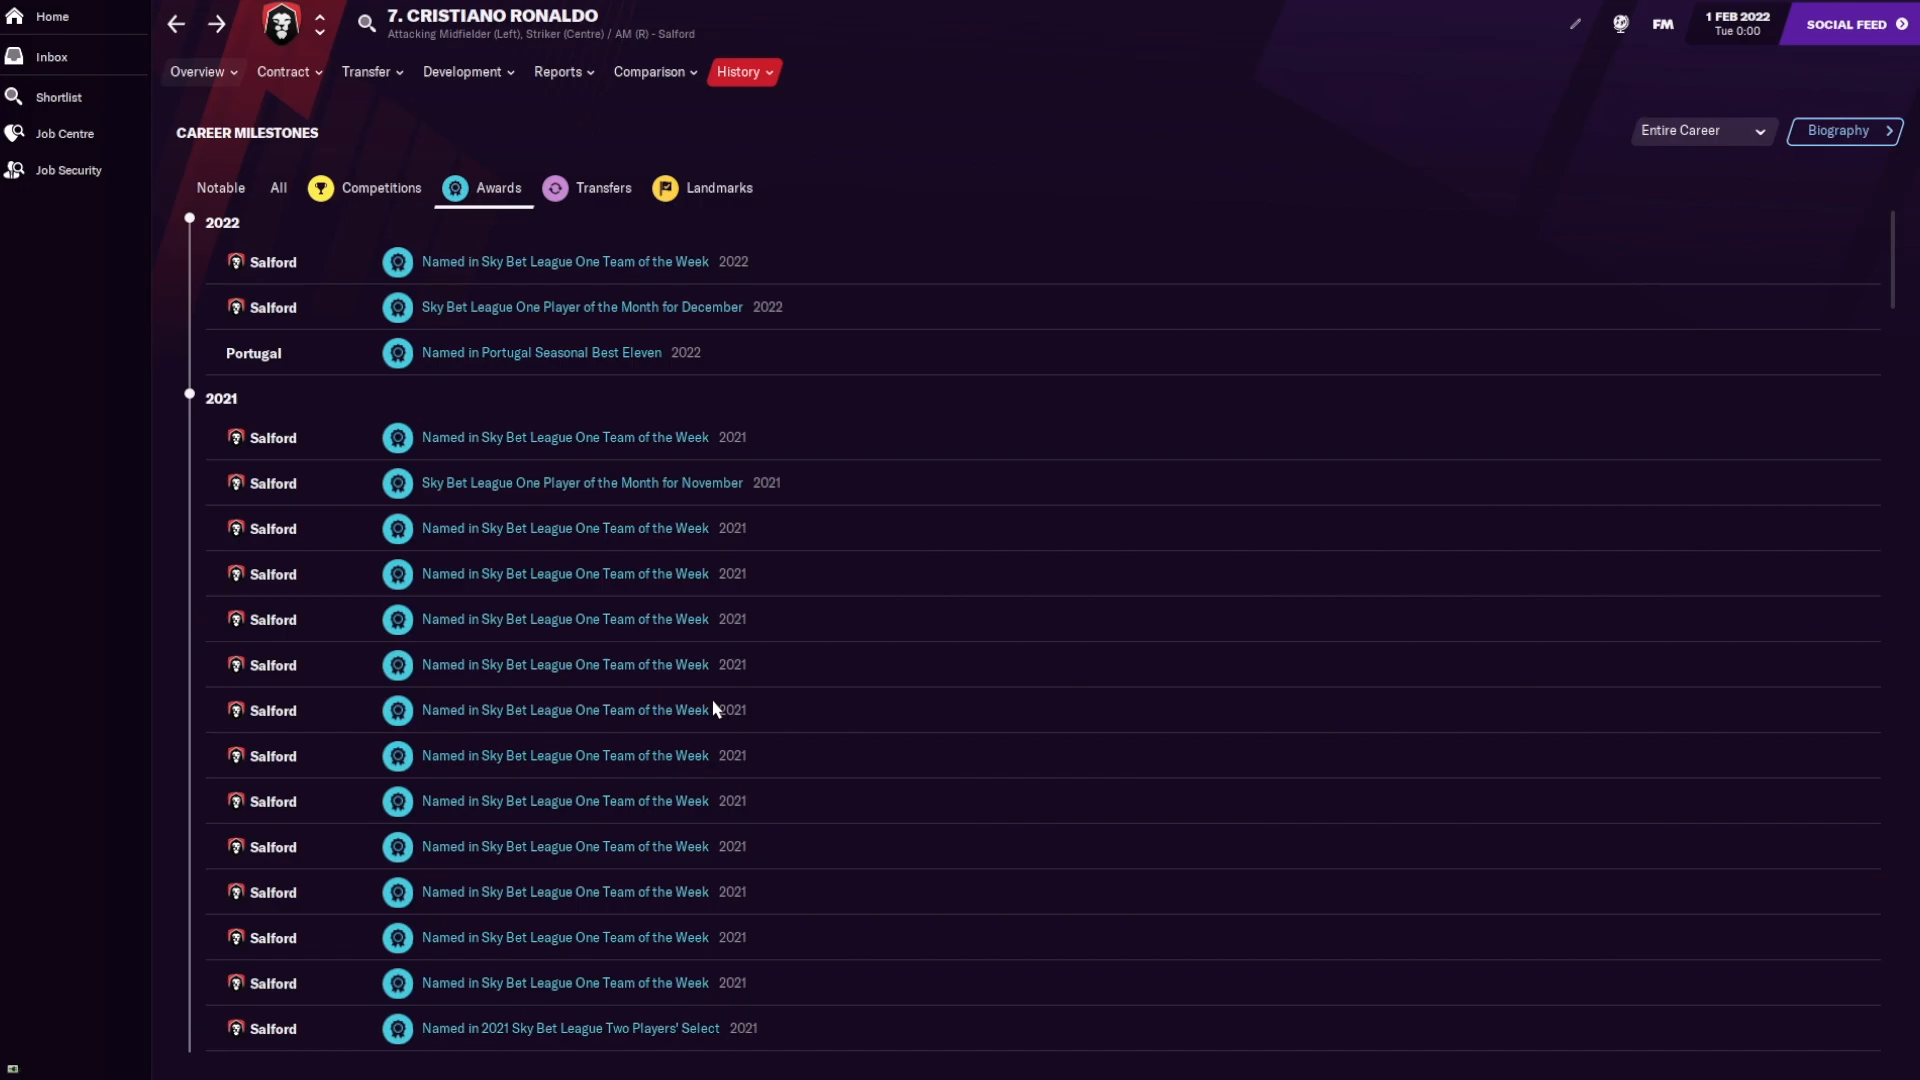 Home
Inbox
Shortlist
Job Centre
Job Security
7. CRISTIANO RONALDO
Attacking Midfielder (Left), Striker (Centre) / AM (R) - Salford
FM
1 FEB 2022
Tue 0:00
SOCIAL FEED
Overview Contract Transfer Development Reports Comparison History
CAREER MILESTONES
Entire Career
Biography
Notable All Competitions Awards Transfers Landmarks
2022
Salford Named in Sky Bet League One Team of the Week 2022
Salford Sky Bet League One Player of the Month for December 2022
Portugal Named in Portugal Seasonal Best Eleven 2022
2021
Salford Named in Sky Bet League One Team of the Week 2021
Salford Sky Bet League One Player of the Month for November 2021
Salford Named in Sky Bet League One Team of the Week 2021
Salford Named in Sky Bet League One Team of the Week 2021
Salford Named in Sky Bet League One Team of the Week 2021
Salford Named in Sky Bet League One Team of the Week 2021
Salford Named in Sky Bet League One Team of the Week 2021
Salford Named in Sky Bet League One Team of the Week 2021
Salford Named in Sky Bet League One Team of the Week 2021
Salford Named in Sky Bet League One Team of the Week 2021
Salford Named in Sky Bet League One Team of the Week 2021
Salford Named in Sky Bet League One Team of the Week 2021
Salford Named in Sky Bet League One Team of the Week 2021
Salford Named in 2021 Sky Bet League Two Players' Select 2021